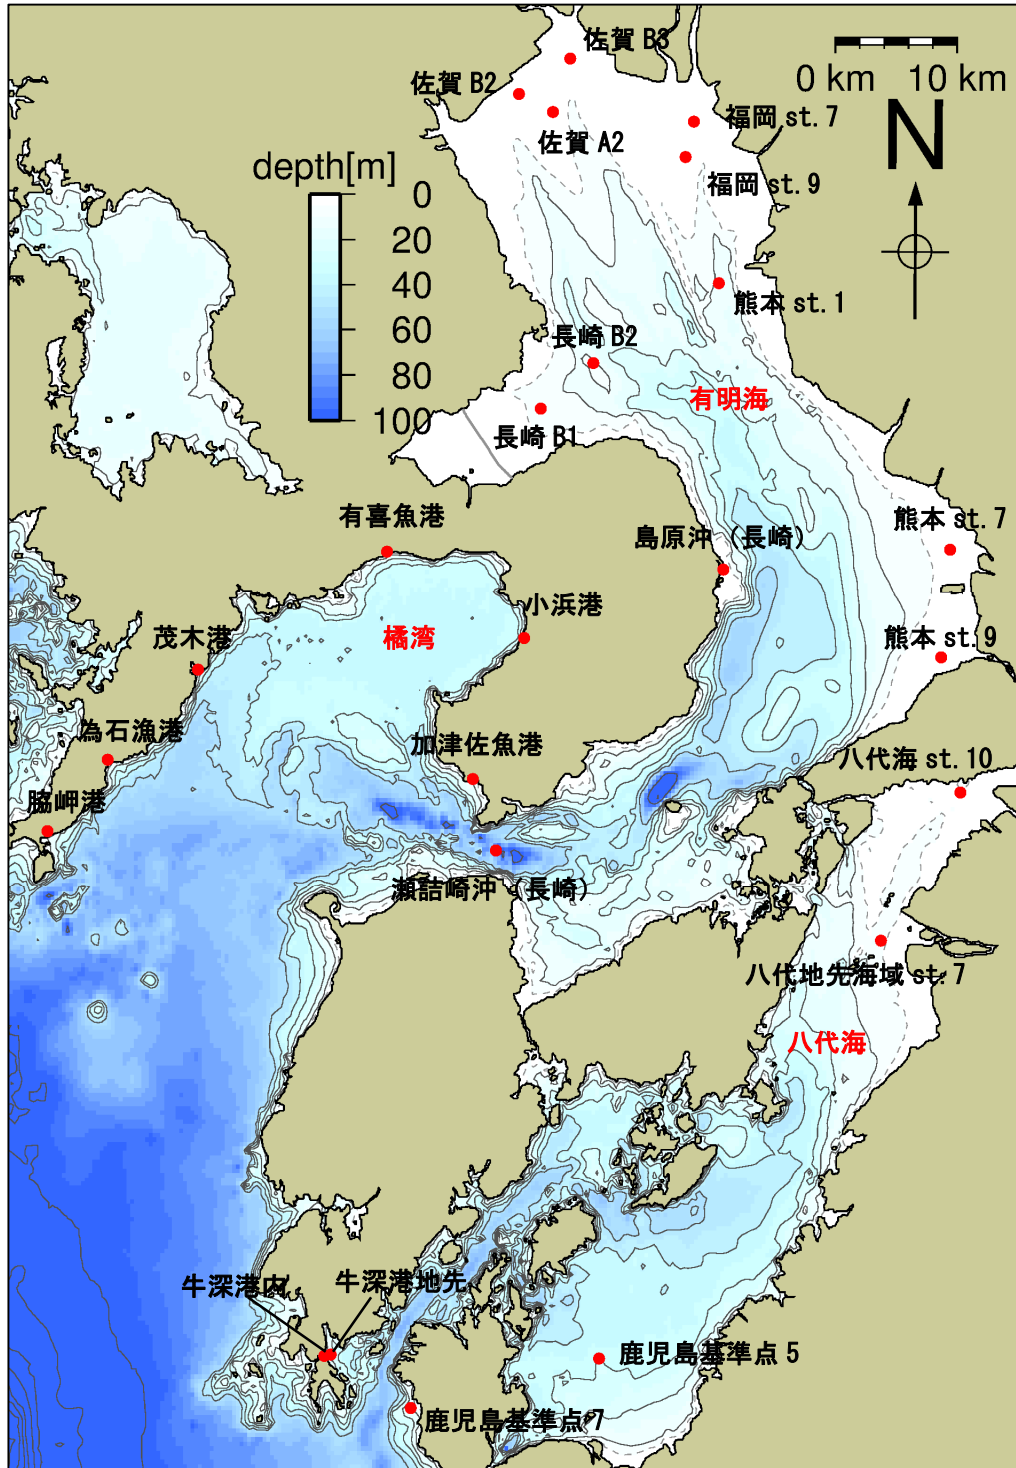 佐賀 B3
0 km 10 km
佐賀 B2
福岡 st.7
佐賀 A2
N
depth[m]
福岡 st.9
0
20
40
60
80
100
熊本 st.1
長崎 B2
有明海
長崎 B1
有喜魚港
熊本 st.7
島原沖（長崎）
小浜港
橘湾
茂木港
熊本 st.9
為石漁港
加津佐魚港
八代海 st.10
脇岬港
瀬詰崎沖（長崎）
八代地先海域 st.7
八代海
牛深港内
牛深港地先
鹿児島基準点 5
鹿児島基準点 7